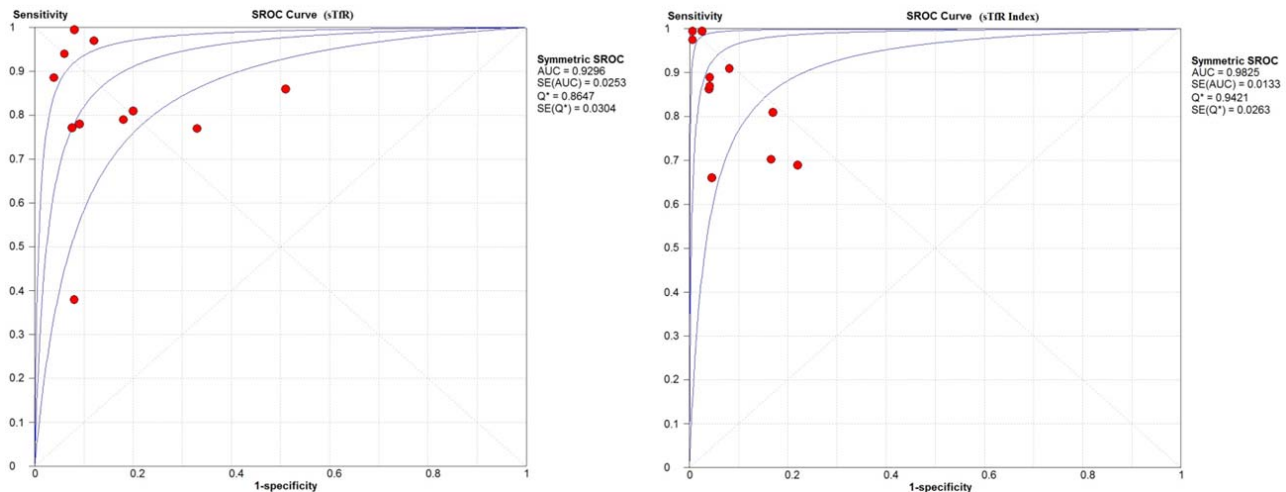 Sensitivity
SROC Curve (sTfR)
1
0.9
0.8
0.7
0.6
0.5
0.4
0.3
0.2
0.1
0
0
0.2
0.4
0.6
0.8
1
1-specificity
Symmetric SROC
AUC = 0.9296
SE(AUC) = 0.0253
Q* = 0.8647
SE(Q*) = 0.0304
Sensitivity
SROC Curve (sTfR Index)
1
0.9
0.8
0.7
0.6
0.5
0.4
0.3
0.2
0.1
0
0
0.2
0.4
0.6
0.8
1
1-specificity
Symmetric SROC
AUC = 0.9825
SE(AUC) = 0.0133
Q* = 0.9421
SE(Q*) = 0.0263